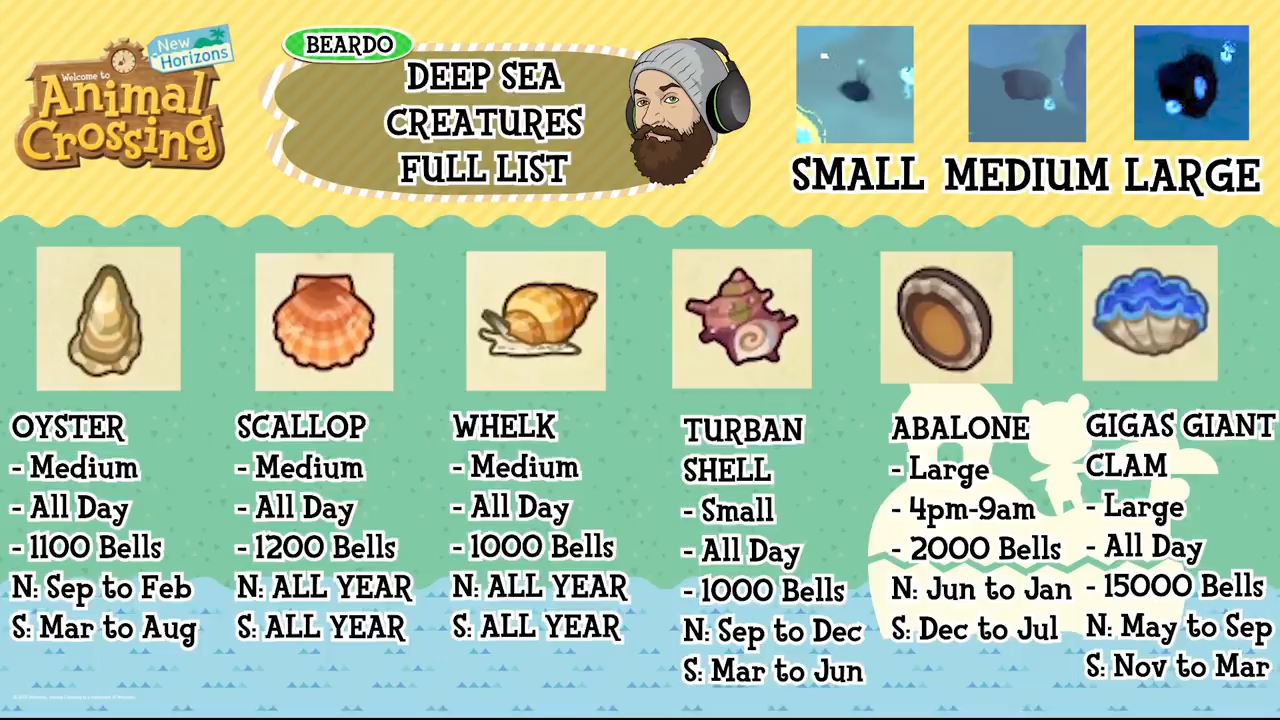 New
Horizons
Welcome to
Animal
Crossing
BEARDO
DEEP SEA
CREATURES
FULL LIST
SMALL MEDIUM LARGE
OYSTER
- Medium
- All Day
- 1100 Bells
N: Sep to Feb
S: Mar to Aug
SCALLOP
- Medium
- All Day
- 1200 Bells
N: ALL YEAR
S: ALL YEAR
WHELK
- Medium
- All Day
- 1000 Bells
N: ALL YEAR
S: ALL YEAR
TURBAN
SHELL
- Small
- All Day
- 1000 Bells
N: Sep to Dec
S: Mar to Jun
ABALONE
- Large
- 4pm-9am
- 2000 Bells
N: Jun to Jan
S: Dec to Jul
GIGAS GIANT
CLAM
- Large
- All Day
- 15000 Bells
N: May to Sep
S: Nov to Mar